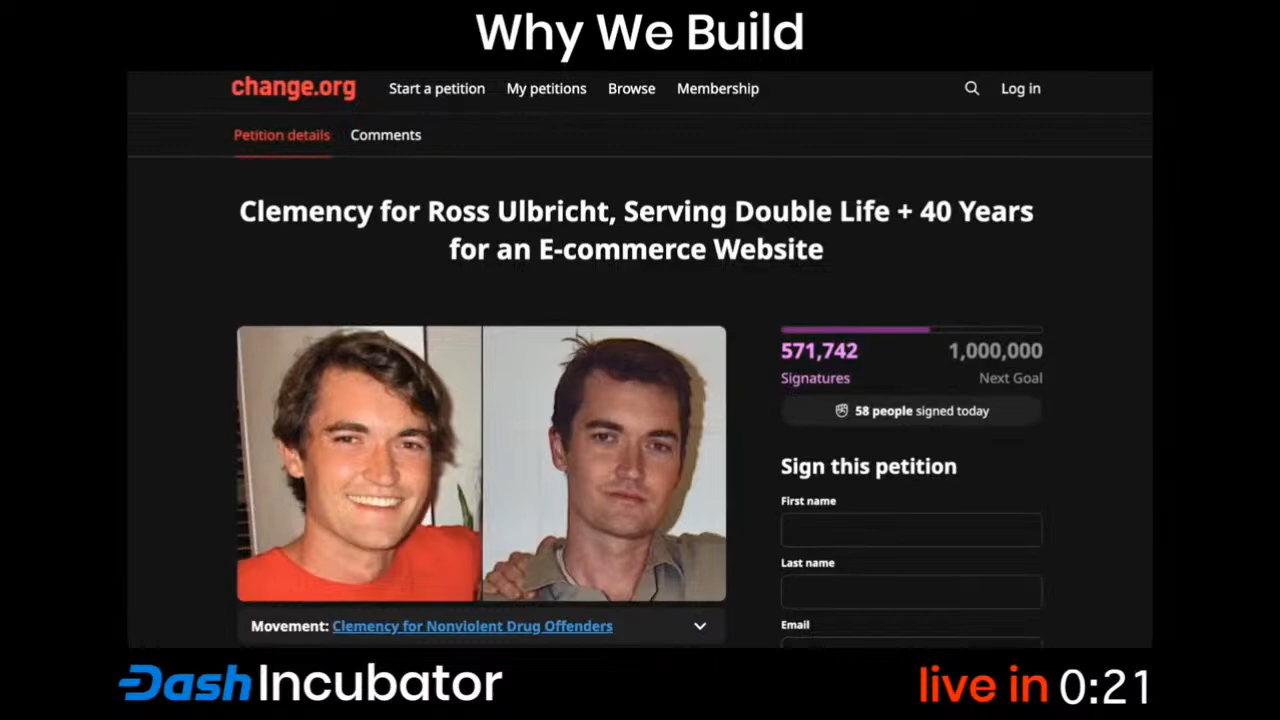 Why We Build
change.org Start a petition My petitions Browse Membership Log in
Petition details Comments
Clemency for Ross Ulbricht, Serving Double Life + 40 Years
for an E-commerce Website
571,742 1,000,000
Signatures Next Goal
58 people signed today
Sign this petition
First name
Last name
Email
Movement: Clemency for Nonviolent Drug Offenders
Dash Incubator live in 0:21